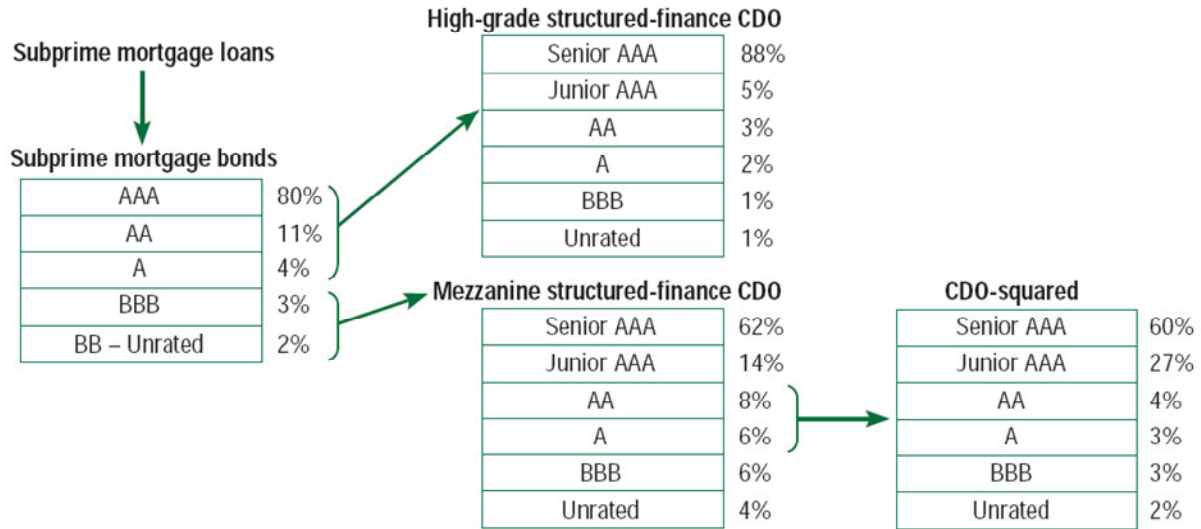 High-grade structured-finance CDO
Senior AAA 88%
Junior AAA 5%
AA 3%
A 2%
BBB 1%
Unrated 1%
Subprime mortgage loans
Subprime mortgage bonds
AAA 80%
AA 11%
A 4%
BBB 3%
BB – Unrated 2%
Mezzanine structured-finance CDO
Senior AAA 62%
Junior AAA 14%
AA 8%
A 6%
BBB 6%
Unrated 4%
CDO-squared
Senior AAA 60%
Junior AAA 27%
AA 4%
A 3%
BBB 3%
Unrated 2%